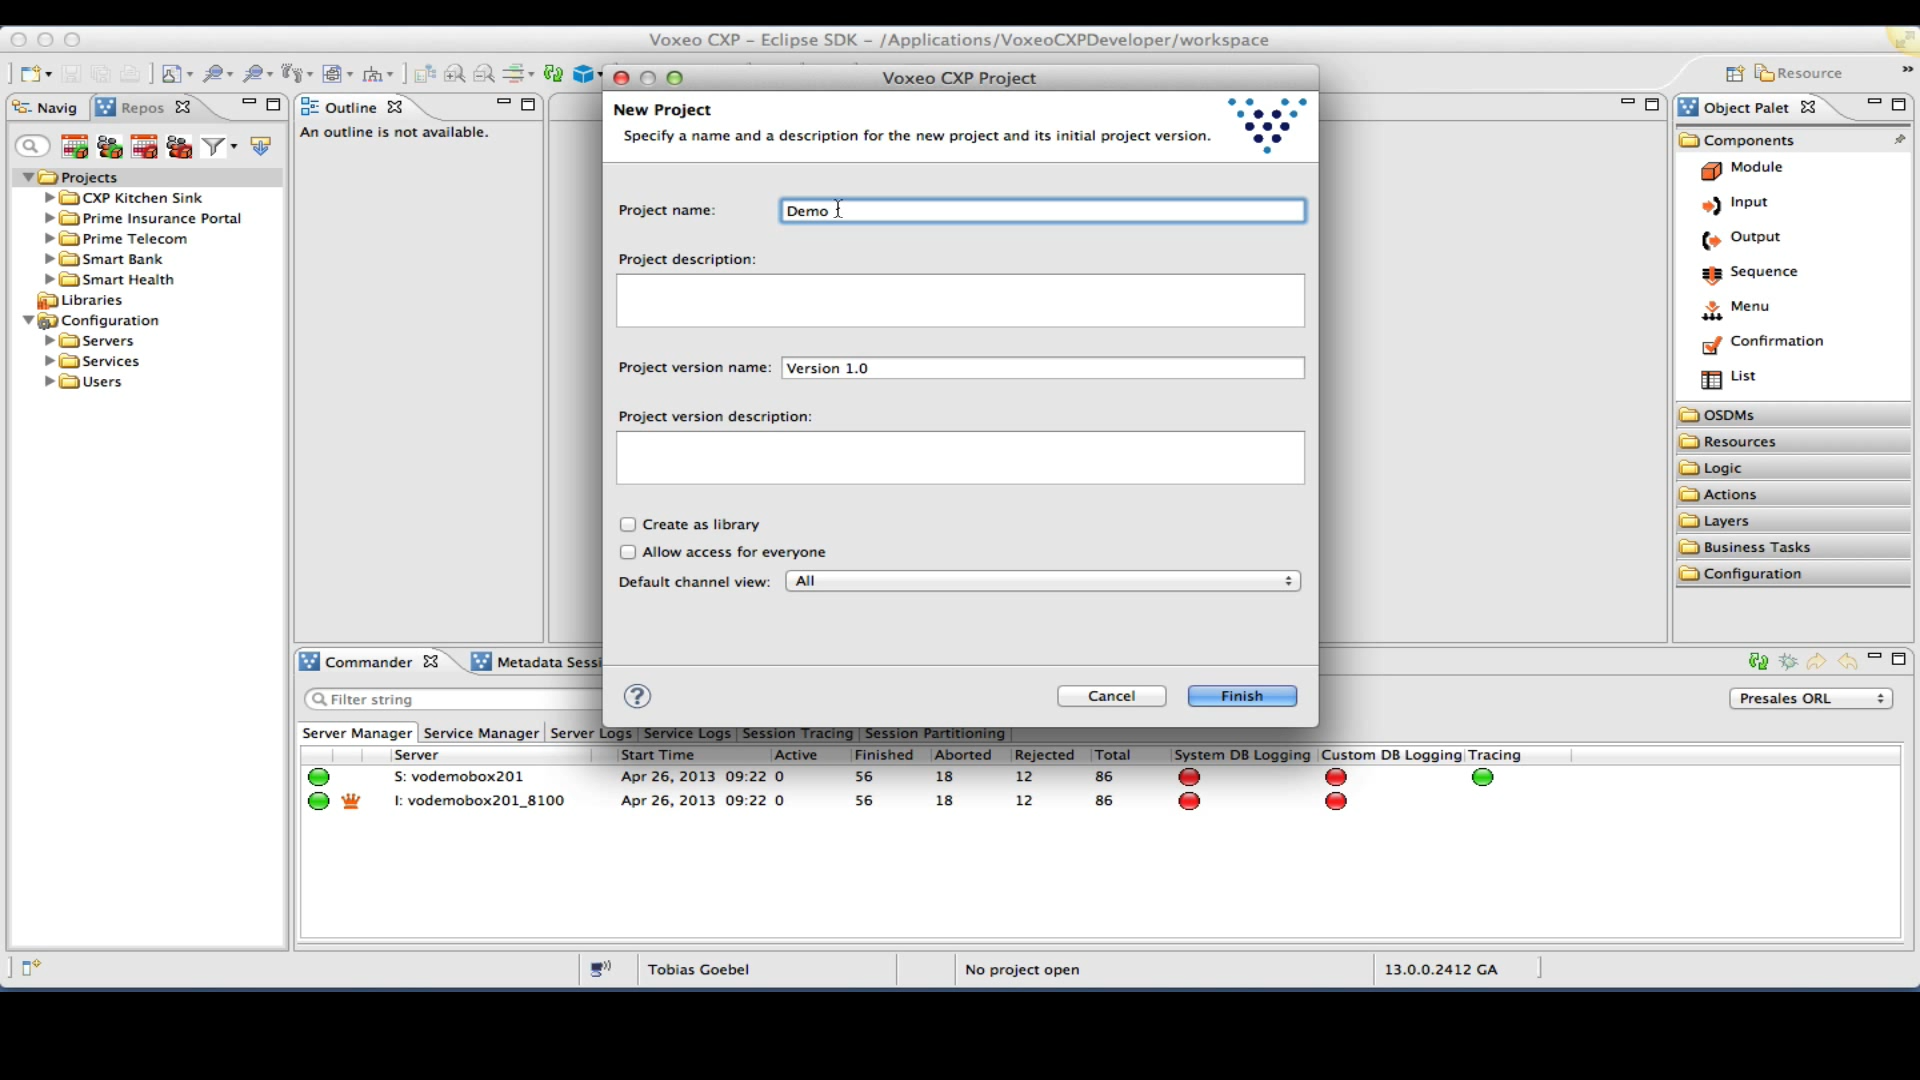 Voxeo CXP – Eclipse SDK – /Applications/VoxeoCXPDeveloper/workspace
Resource
»
Navig
Repos
Outline
An outline is not available.
Projects
CXP Kitchen Sink
Prime Insurance Portal
Prime Telecom
Smart Bank
Smart Health
Libraries
Configuration
Servers
Services
Users
Voxeo CXP Project
New Project
Specify a name and a description for the new project and its initial project version.
Project name: Demo
Project description:
Project version name: Version 1.0
Project version description:
Create as library
Allow access for everyone
Default channel view: All
? Cancel Finish
Object Palet
Components
Module
Input
Output
Sequence
Menu
Confirmation
List
OSDMs
Resources
Logic
Actions
Layers
Business Tasks
Configuration
Commander
Metadata Sessi
Filter string
Presales ORL
Server Manager Service Manager Server Logs Service Logs Session Tracing Session Partitioning
Server Start Time Active Finished Aborted Rejected Total System DB Logging Custom DB Logging Tracing
S: vodemobox201 Apr 26, 2013 09:22 0 56 18 12 86
I: vodemobox201_8100 Apr 26, 2013 09:22 0 56 18 12 86
Tobias Goebel No project open 13.0.0.2412 GA